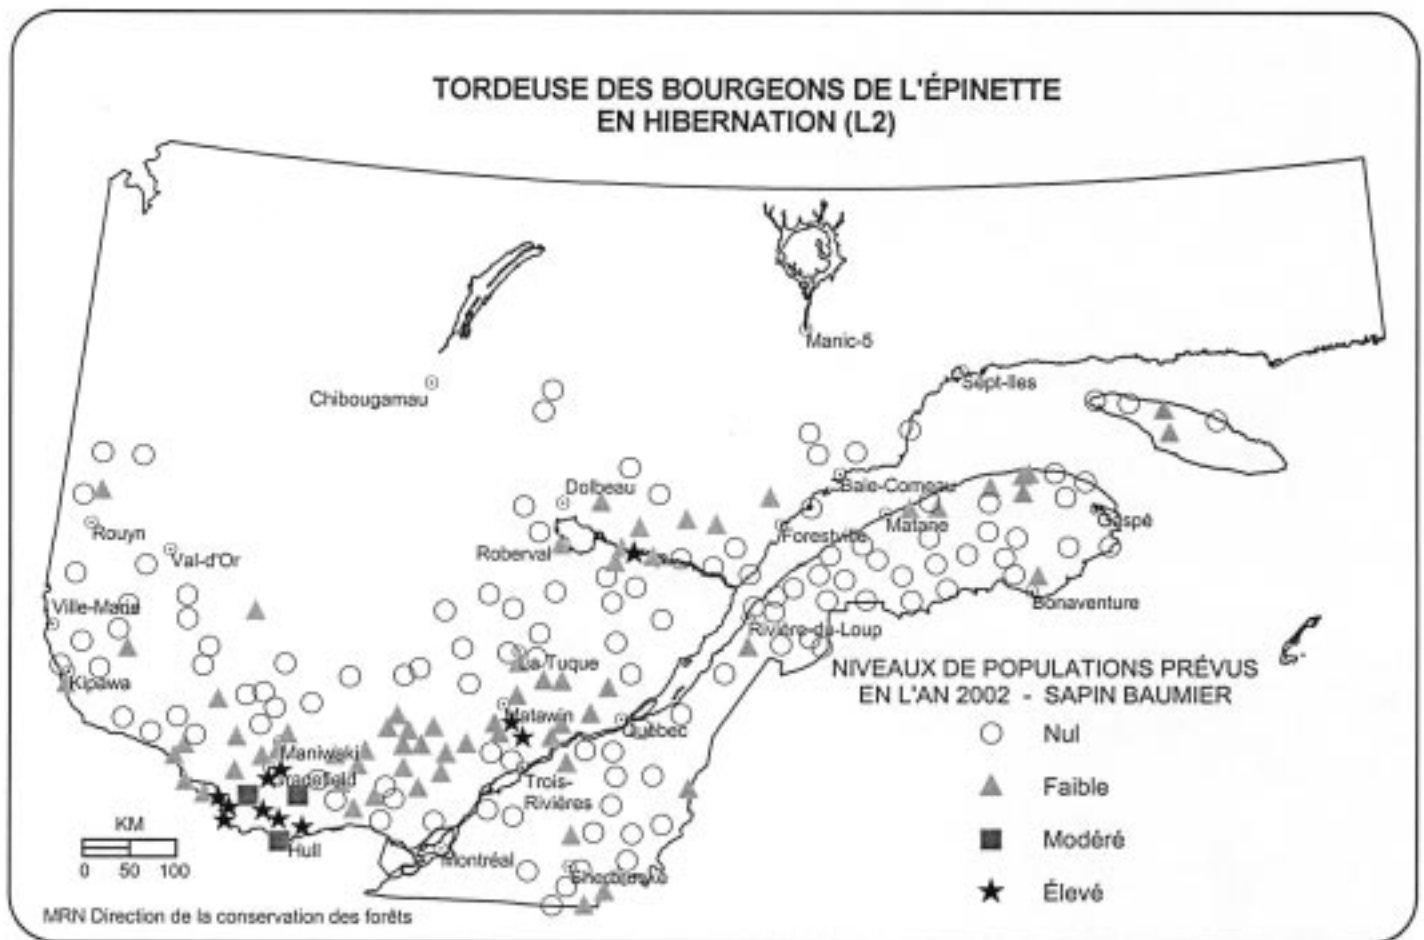 TORDEUSE DES BOURGEONS DE L'ÉPINETTE
EN HIBERNATION (L2)
Manic-5
Sept-Iles
Chibougamau
Dolbeau
Baie-Comeau
Rouyn
Forestville
Matane
Gaspé
Val-d'Or
Roberval
Ville-Marie
Bonaventure
Rivière-du-Loup
La Tuque
Kipawa
NIVEAUX DE POPULATIONS PRÉVUS
EN L'AN 2002 - SAPIN BAUMIER
Matawin
Québec
Nul
Maniwaki
Gracefield
Trois-
Rivières
Faible
KM
Modéré
Hull
Montréal
0 50 100
Sherbrooke
Élevé
MRN Direction de la conservation des forêts